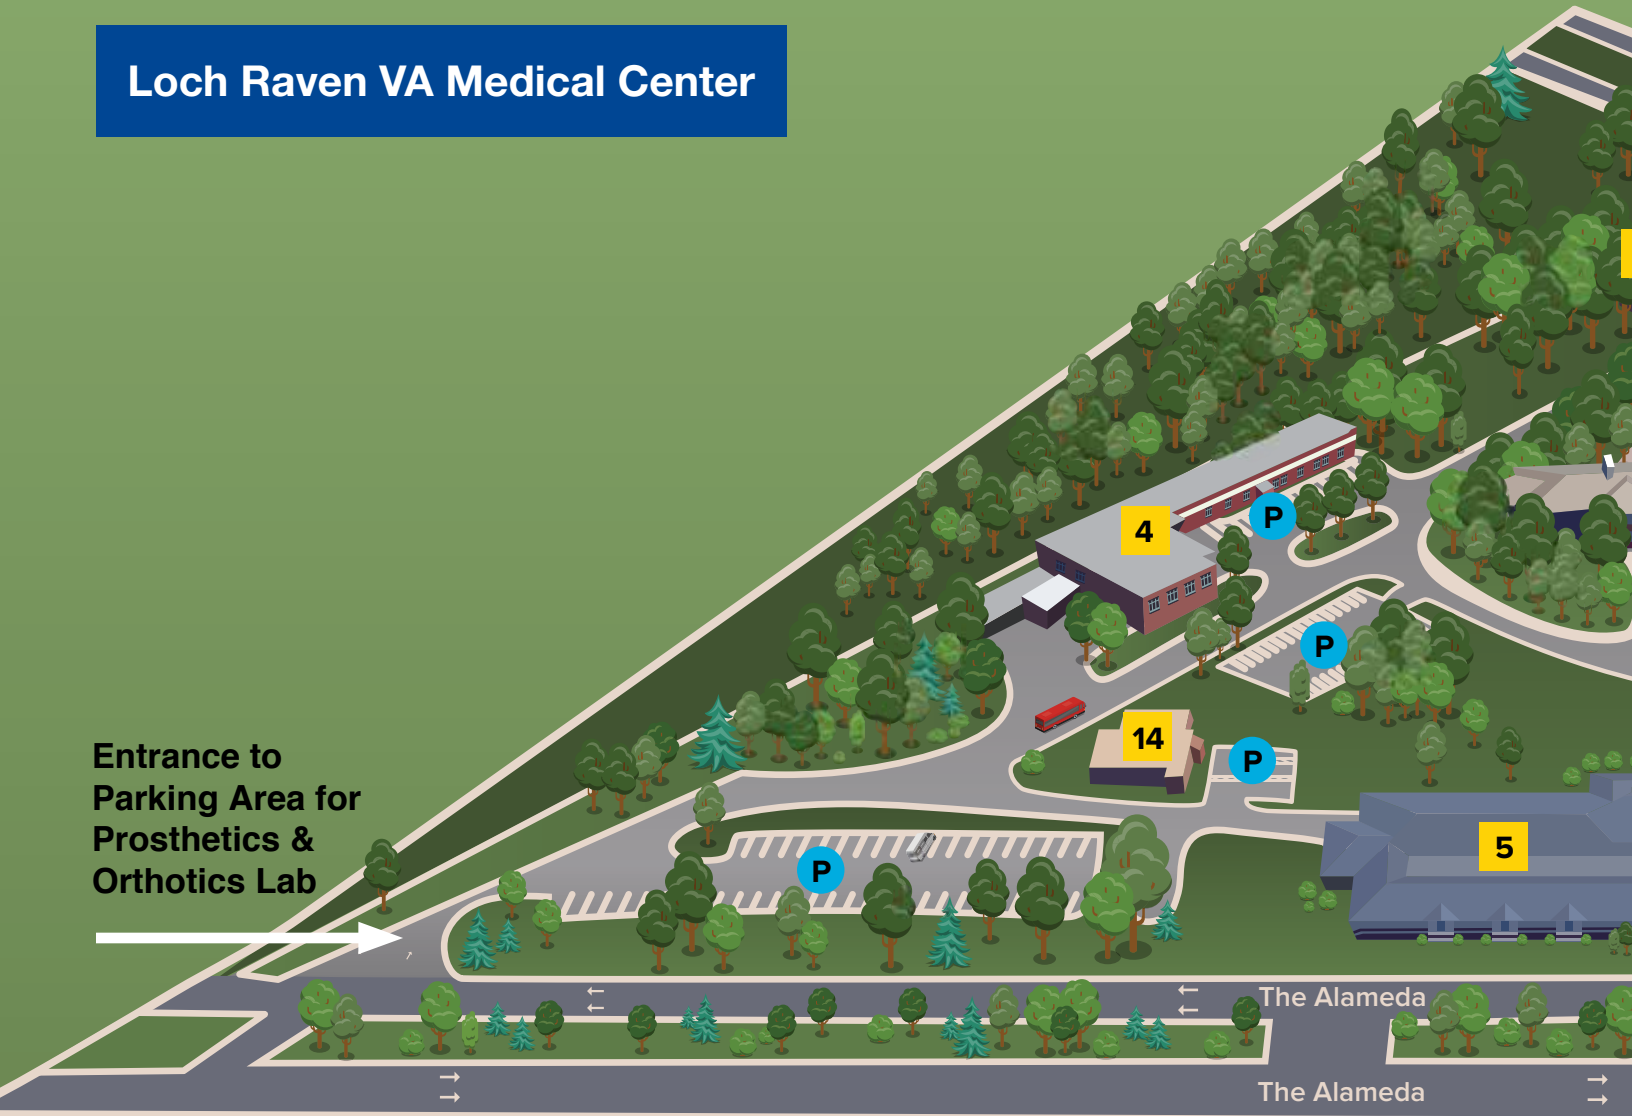 Loch Raven VA Medical Center
4
P
P
14
P
Entrance to
Parking Area for
Prosthetics &
Orthotics Lab
P
5
The Alameda
The Alameda